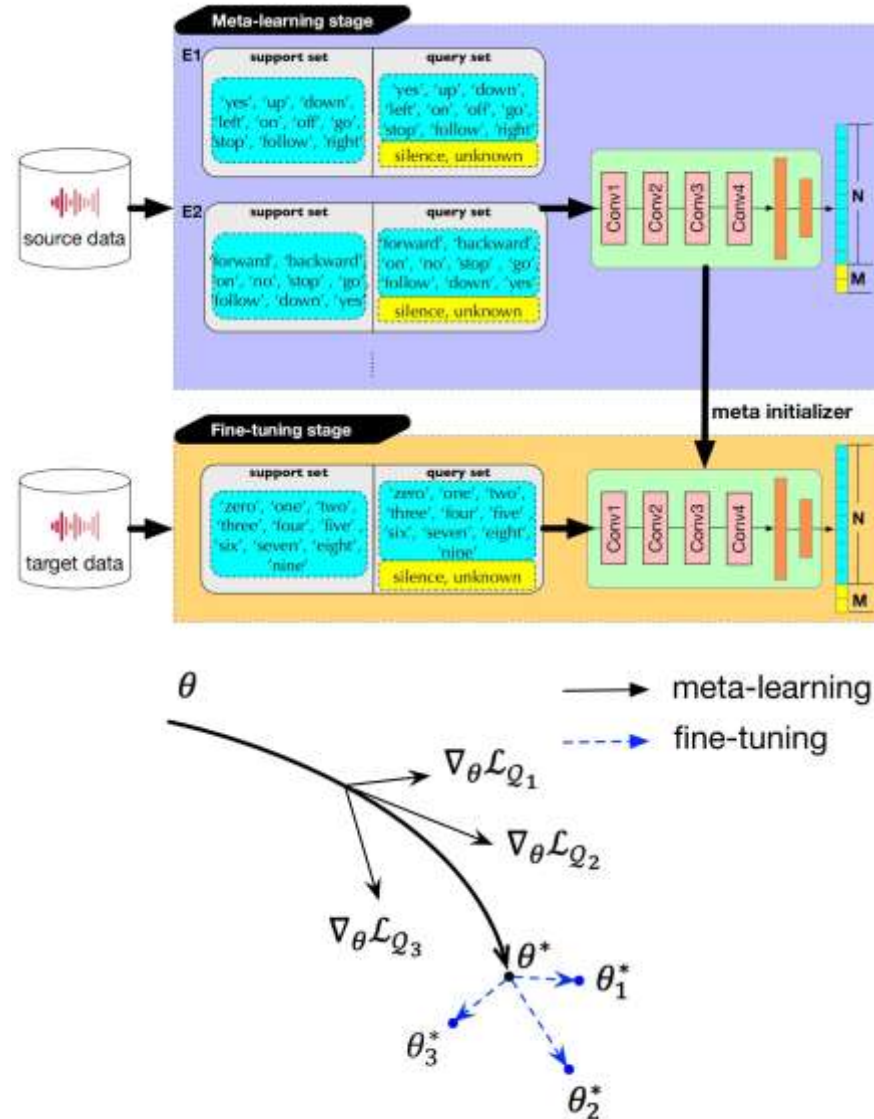 Meta-learning stage
E1
support set
query set
'yes', 'up', 'down',
'left', 'on', 'off', 'go',
'stop', 'follow', 'right'
'yes', 'up', 'down',
'left', 'on', 'off', 'go',
'stop', 'follow', 'right'
silence, unknown
source data
E2
support set
query set
'forward', 'backward'
'on', 'no', 'stop', 'go'
'follow', 'down', 'yes'
'forward', 'backward'
'on', 'no', 'stop', 'go'
'follow', 'down', 'yes'
silence, unknown
Conv1
Conv2
Conv3
Conv4
N
M
meta initializer
Fine-tuning stage
support set
query set
'zero', 'one', 'two',
'three', 'four', 'five'
'six', 'seven', 'eight',
'nine'
'zero', 'one', 'two',
'three', 'four', 'five'
'six', 'seven', 'eight',
'nine'
silence, unknown
target data
Conv1
Conv2
Conv3
Conv4
N
M
θ
meta-learning
fine-tuning
∇θℒQ1
∇θℒQ2
∇θℒQ3
θ*
θ1*
θ3*
θ2*